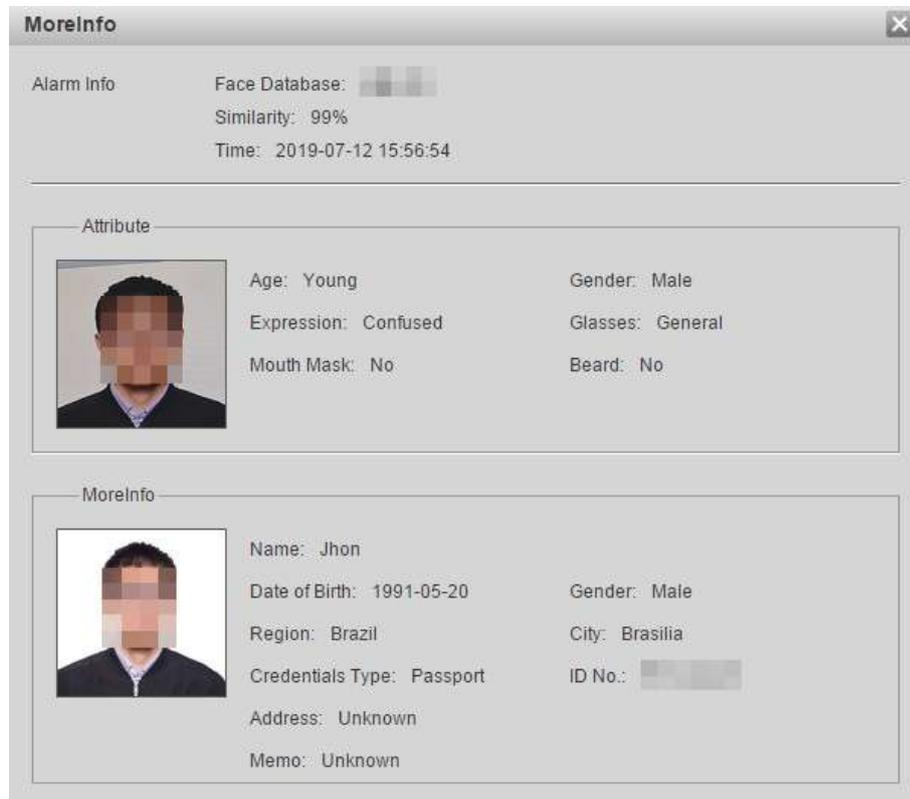 MoreInfo
Alarm Info
Face Database:
Similarity: 99%
Time: 2019-07-12 15:56:54
Attribute
Age: Young Gender: Male
Expression: Confused Glasses: General
Mouth Mask: No Beard: No
MoreInfo
Name: Jhon
Date of Birth: 1991-05-20 Gender: Male
Region: Brazil City: Brasilia
Credentials Type: Passport ID No.:
Address: Unknown
Memo: Unknown